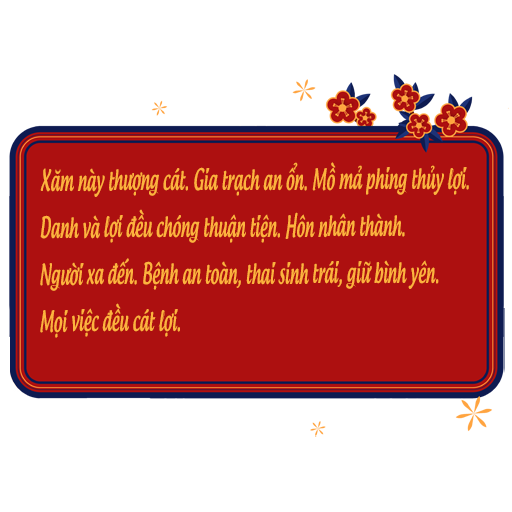 Xăm này thượng cát. Gia trạch an ổn. Mồ mả phing thủy lợi.
Danh và lợi đều chóng thuận tiện. Hôn nhân thành.
Người xa đến. Bệnh an toàn, thai sinh trái, giữ bình yên.
Mọi việc đều cát lợi.